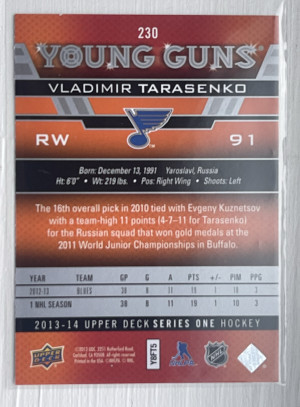 230
YOUNG GUNS
VLADIMIR TARASENKO
RW 91
Born: December 13, 1991 Yaroslavl, Russia
Ht: 6'0" • Wt: 219 lbs. • Pos: Right Wing • Shoots: Left
The 16th overall pick in 2010 tied with Evgeny Kuznetsov
with a team-high 11 points (4-7–11 for Tarasenko)
for the Russian squad that won gold medals at the
2011 World Junior Championships in Buffalo.
YEAR TEAM GP G A PTS +/- PIM PPG
2012-13 BLUES 38 8 11 19 1 10 3
1 NHL SEASON 38 8 11 19 1 10 3
2013-14 UPPER DECK SERIES ONE HOCKEY
UPPER DECK
YBFTS
NHL